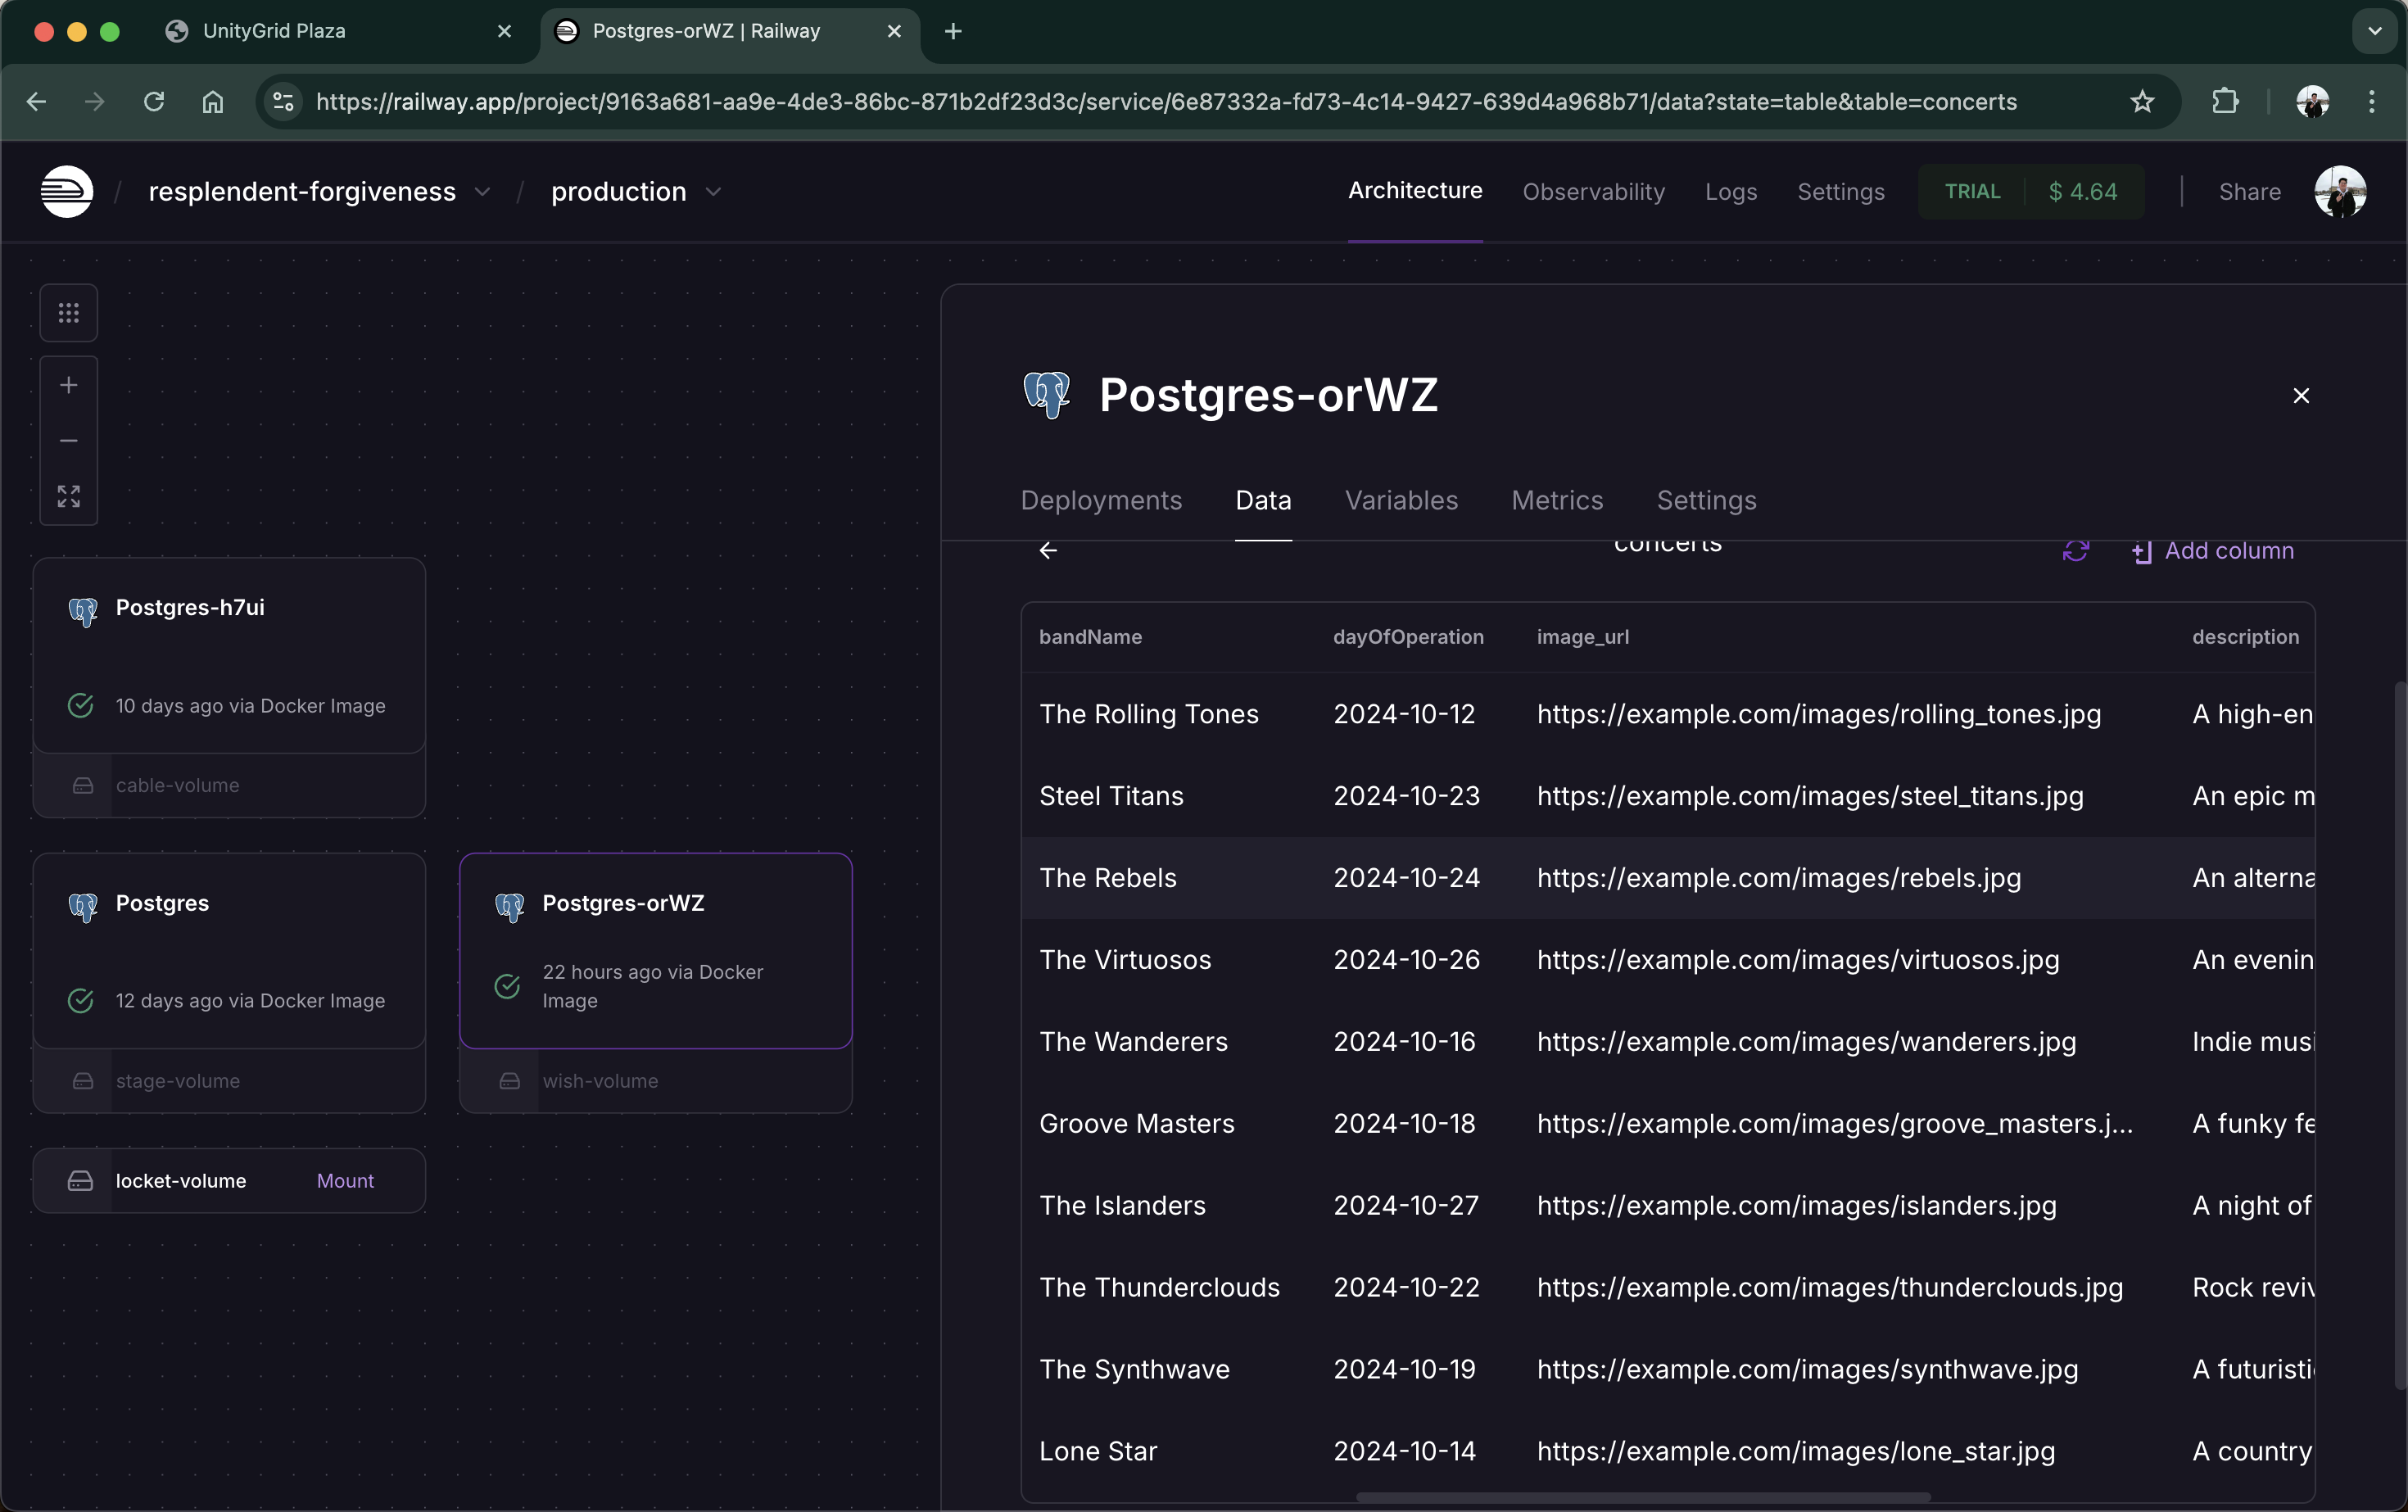 UnityGrid Plaza
Postgres-orWZ | Railway
https://railway.app/project/9163a681-aa9e-4de3-86bc-871b2df23d3c/service/6e87332a-fd73-4c14-9427-639d4a968b71/data?state=table&table=concerts
/ resplendent-forgiveness / production
Architecture Observability Logs Settings TRIAL $ 4.64 Share
Postgres-orWZ
Deployments Data Variables Metrics Settings
concerts Add column
Postgres-h7ui
10 days ago via Docker Image
cable-volume
Postgres
12 days ago via Docker Image
stage-volume
Postgres-orWZ
22 hours ago via Docker
Image
wish-volume
locket-volume Mount
bandName dayOfOperation image_url description
The Rolling Tones 2024-10-12 https://example.com/images/rolling_tones.jpg A high-en
Steel Titans 2024-10-23 https://example.com/images/steel_titans.jpg An epic m
The Rebels 2024-10-24 https://example.com/images/rebels.jpg An alterna
The Virtuosos 2024-10-26 https://example.com/images/virtuosos.jpg An evenin
The Wanderers 2024-10-16 https://example.com/images/wanderers.jpg Indie musi
Groove Masters 2024-10-18 https://example.com/images/groove_masters.j... A funky fe
The Islanders 2024-10-27 https://example.com/images/islanders.jpg A night of
The Thunderclouds 2024-10-22 https://example.com/images/thunderclouds.jpg Rock reviv
The Synthwave 2024-10-19 https://example.com/images/synthwave.jpg A futuristi
Lone Star 2024-10-14 https://example.com/images/lone_star.jpg A country